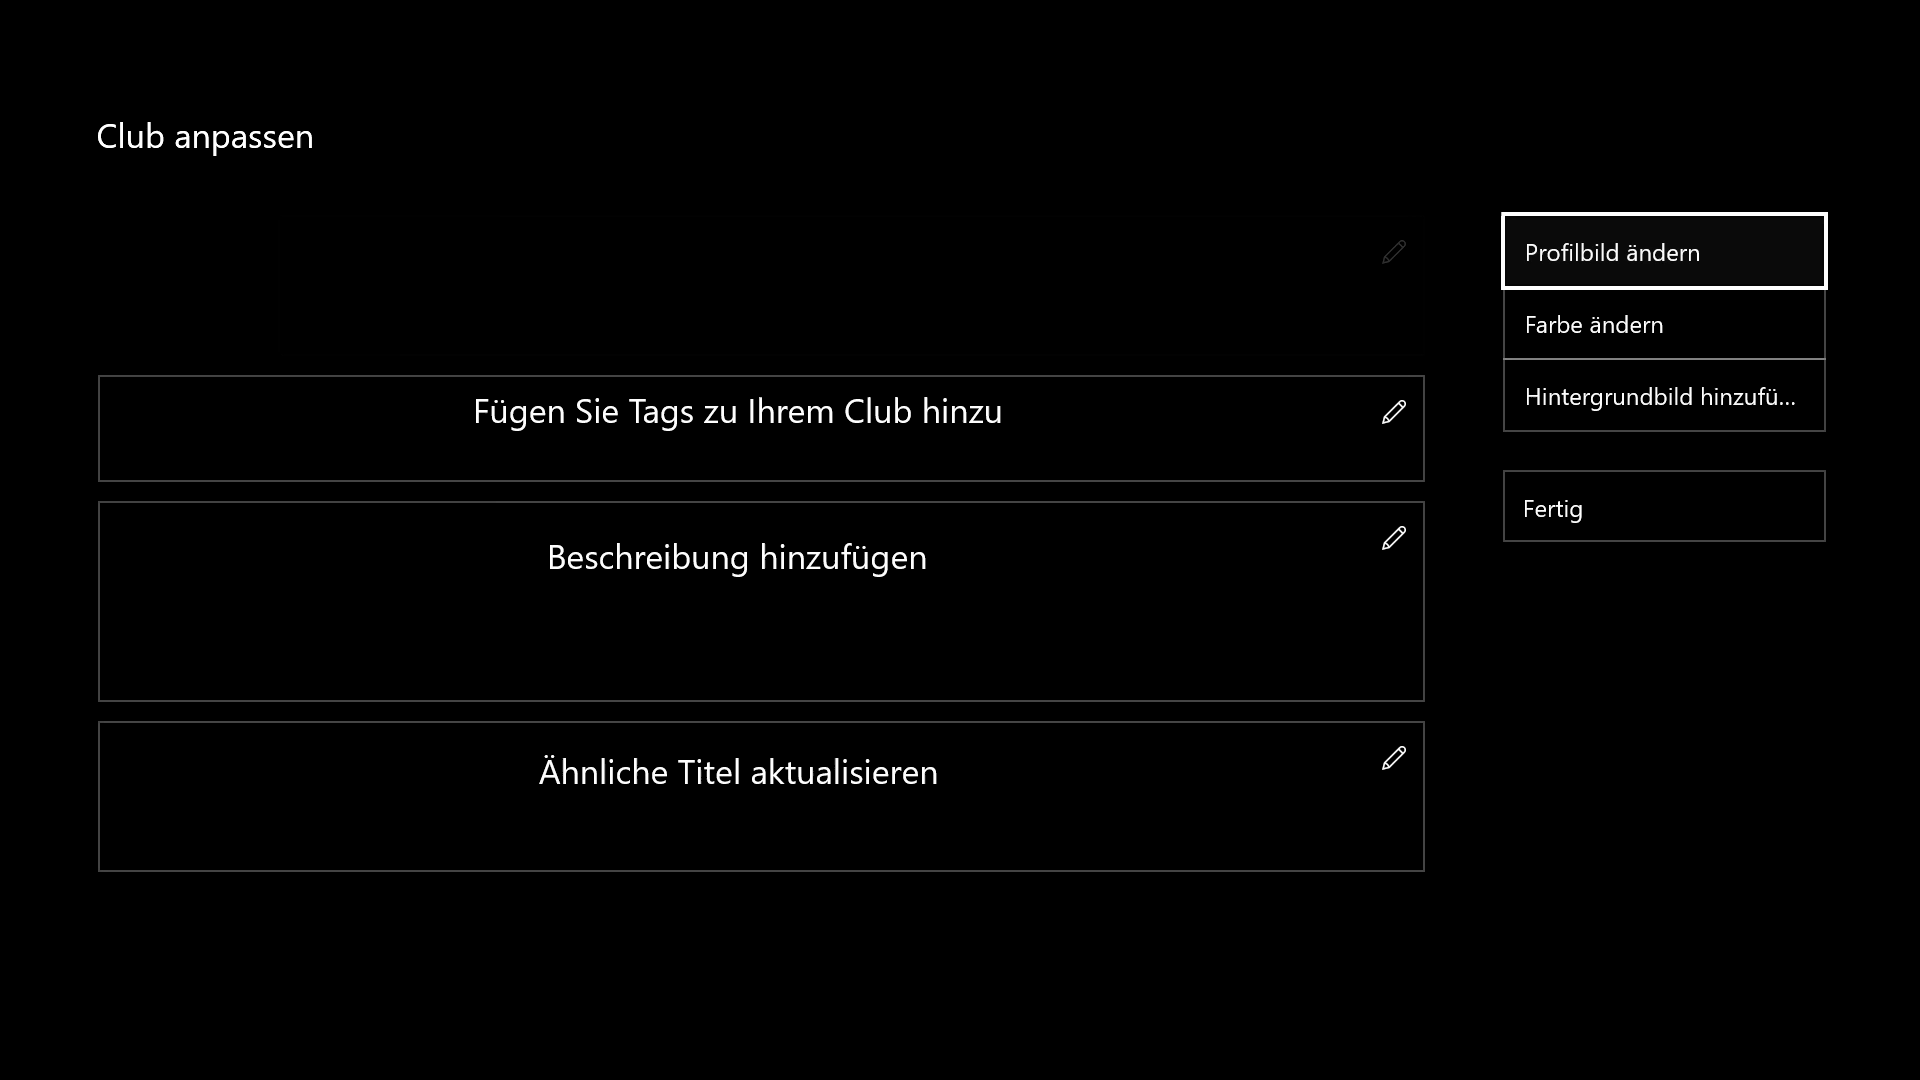 Club anpassen
Profilbild ändern
Farbe ändern
Hintergrundbild hinzufü...
Fertig
Fügen Sie Tags zu Ihrem Club hinzu
Beschreibung hinzufügen
Ähnliche Titel aktualisieren